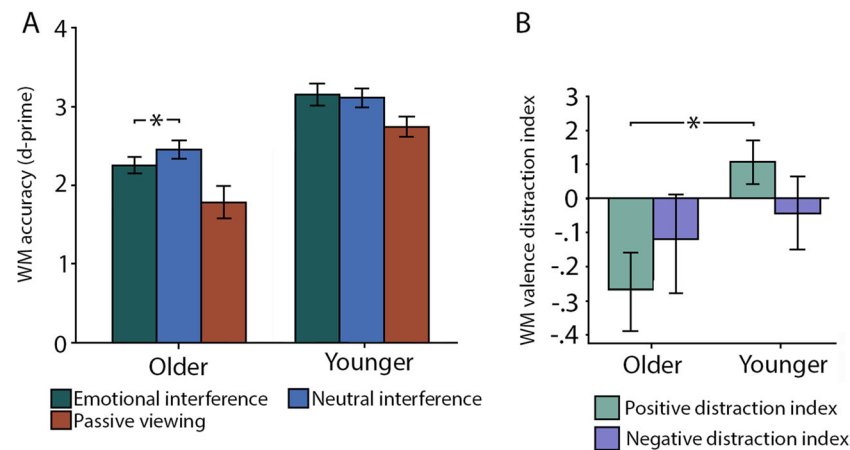 A
WM accuracy (d-prime)
4
3
2
1
0
*
Older
Younger
Emotional interference
Neutral interference
Passive viewing
B
WM valence distraction index
3
2
1
0
-.1
-.2
-.3
-.4
*
Older
Younger
Positive distraction index
Negative distraction index